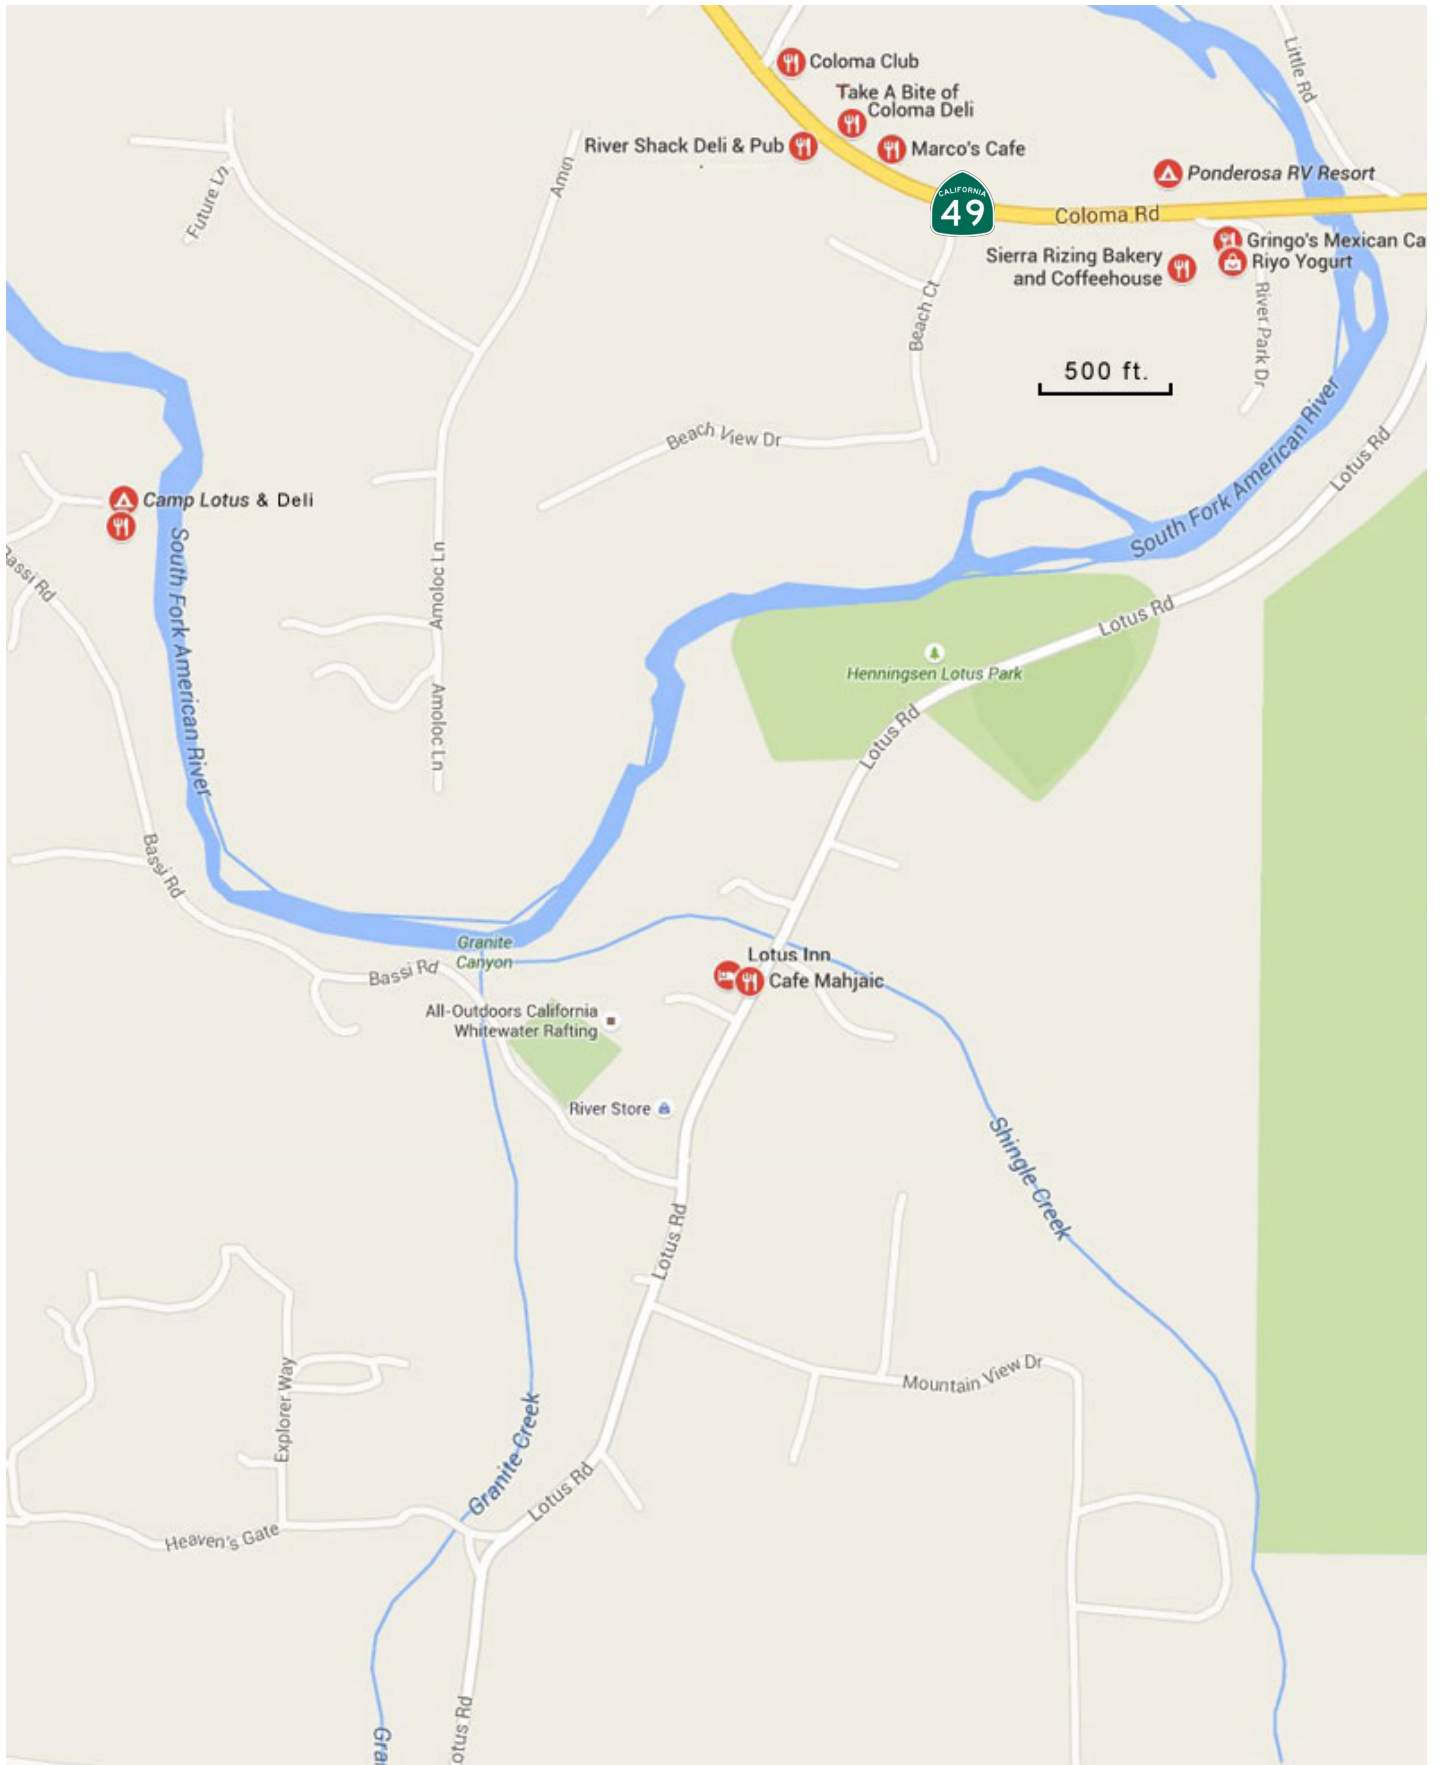 Little Rd
Coloma Club
Take A Bite of
Coloma Deli
River Shack Deli & Pub
Marco's Cafe
Amo
Future Ln
Ponderosa RV Resort
CALIFORNIA
49
Coloma Rd
Gringo's Mexican Ca
Sierra Rizing Bakery
and Coffeehouse
Riyo Yogurt
Beach Ct
River Park Dr
500 ft.
Beach View Dr
Lotus Rd
South Fork American River
Camp Lotus & Deli
Bassi Rd
South Fork American River
Amoloc Ln
Lotus Rd
Henningsen Lotus Park
Amoloc Ln
Lotus Rd
Bassi Rd
Granite
Canyon
Lotus Inn
Bassi Rd
Cafe Mahjaic
All-Outdoors California
Whitewater Rafting
River Store
Shingle Creek
Lotus Rd
Mountain View Dr
Explorer Way
Granite Creek
Lotus Rd
Heaven's Gate
otus Rd
Gra